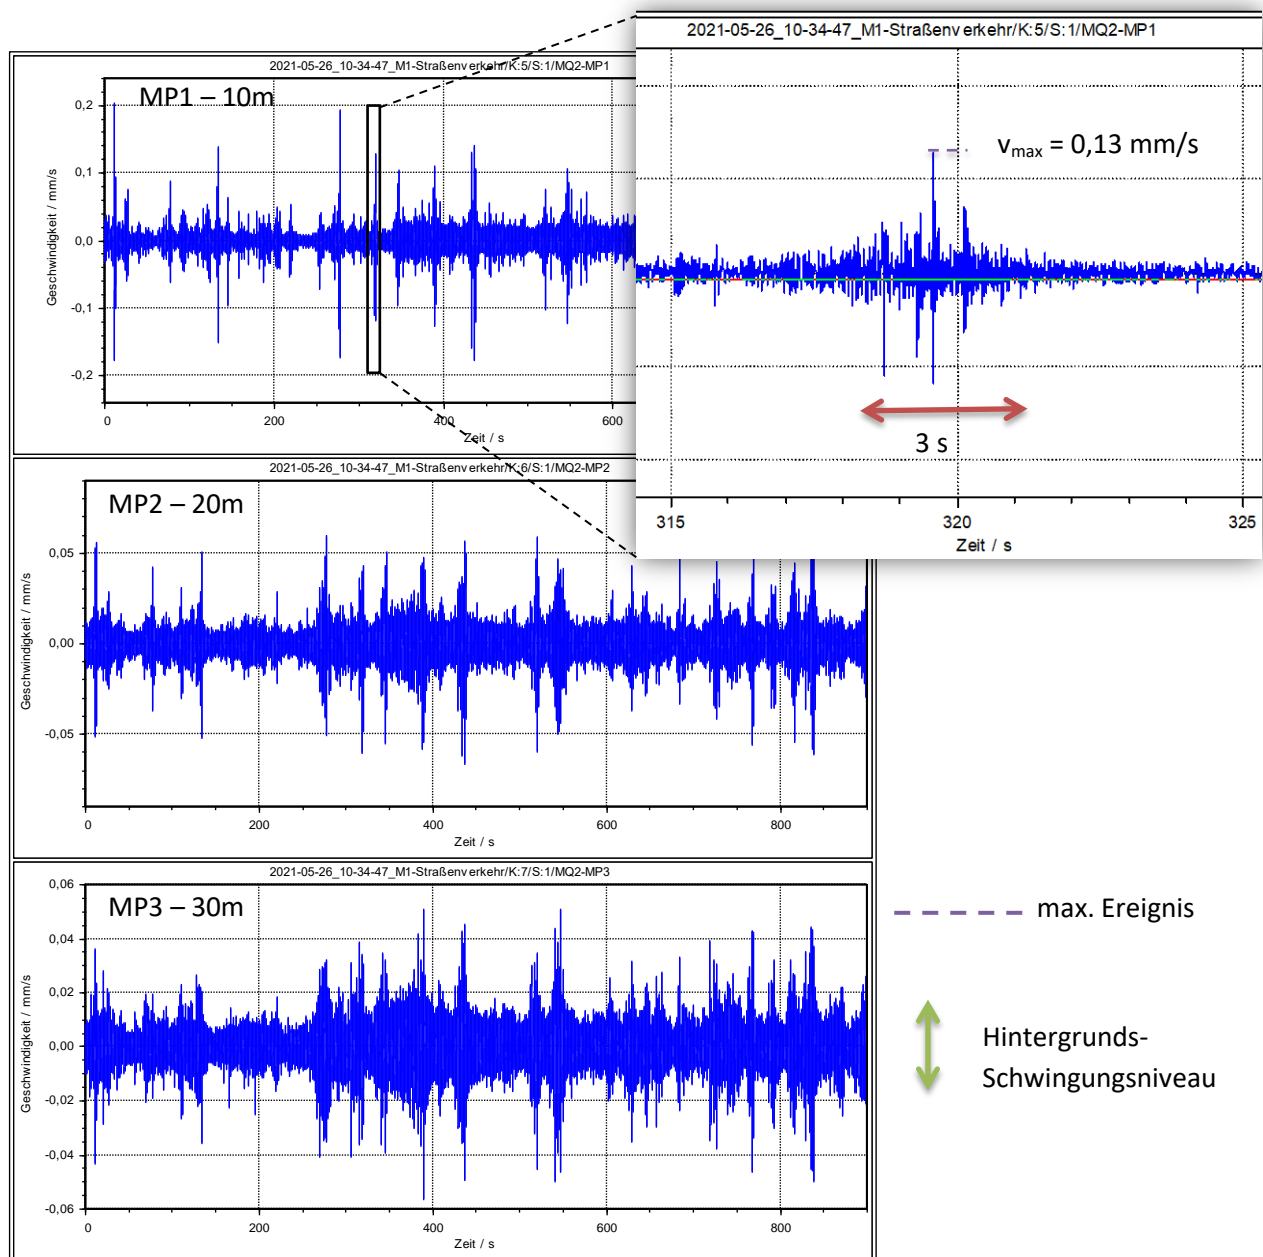 2021-05-26_10-34-47_M1-Straßenverkehr/K:5/S:1/MQ2-MP1
MP1 – 10m
Geschwindigkeit / mm/s
0,2
0,1
0,0
-0,1
-0,2
0
200
400
600
Zeit / s
2021-05-26_10-34-47_M1-Straßenverkehr/K:5/S:1/MQ2-MP1
vmax = 0,13 mm/s
3 s
315
320
325
Zeit / s
2021-05-26_10-34-47_M1-Straßenverkehr/K:6/S:1/MQ2-MP2
MP2 – 20m
Geschwindigkeit / mm/s
0,05
0,00
-0,05
0
200
400
600
800
Zeit / s
2021-05-26_10-34-47_M1-Straßenverkehr/K:7/S:1/MQ2-MP3
MP3 – 30m
Geschwindigkeit / mm/s
0,06
0,04
0,02
0,00
-0,02
-0,04
-0,06
0
200
400
600
800
Zeit / s
max. Ereignis
Hintergrunds-
Schwingungsniveau